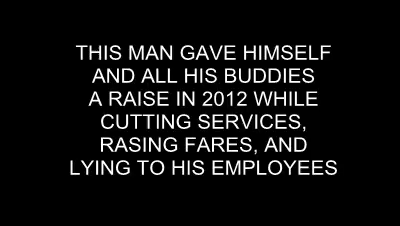 THIS MAN GAVE HIMSELF
AND ALL HIS BUDDIES
A RAISE IN 2012 WHILE
CUTTING SERVICES,
RASING FARES, AND
LYING TO HIS EMPLOYEES